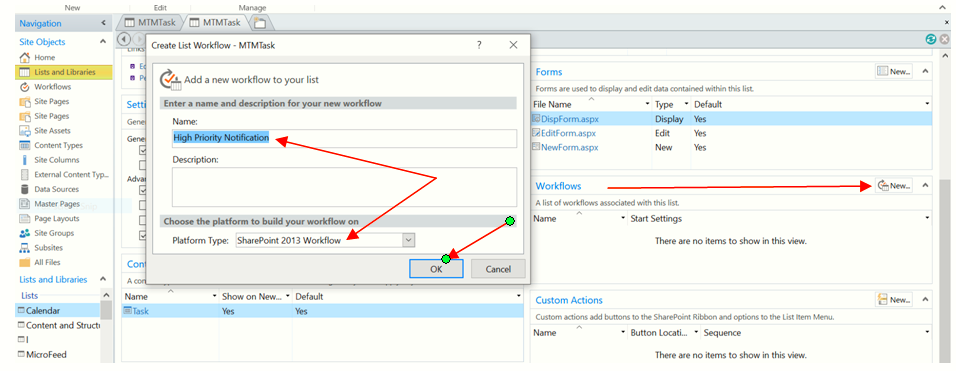 New
Edit
Manage
Navigation
MTMTask
MTMTask
Site Objects
Home
Lists and Libraries
Workflows
Site Pages
Site Pages
Site Assets
Content Types
Site Columns
External Content Typ...
Data Sources
Master Pages
Page Layouts
Site Groups
Subsites
All Files
Lists and Libraries
Lists
Calendar
Content and Struct
I
MicroFeed
Create List Workflow - MTMTask
?
Add a new workflow to your list
Enter a name and description for your new workflow
Name:
High Priority Notification
Description:
Choose the platform to build your workflow on
Platform Type: SharePoint 2013 Workflow
OK Cancel
Name Show on New... Default
Task Yes Yes
Forms
New...
Forms are used to display and edit data contained within this list.
File Name Type Default
DispForm.aspx Display Yes
EditForm.aspx Edit Yes
NewForm.aspx New Yes
Workflows
New...
A list of workflows associated with this list.
Name Start Settings
There are no items to show in this view.
Custom Actions
New...
Custom actions add buttons to the SharePoint Ribbon and options to the List Item Menu.
Name Button Locati... Sequence
There are no items to show in this view.